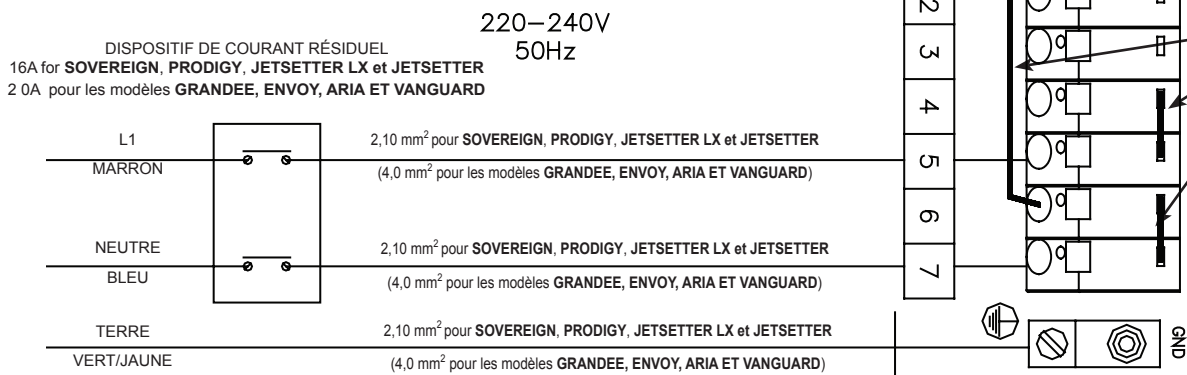 220–240V
50Hz
DISPOSITIF DE COURANT RÉSIDUEL
16A for SOVEREIGN, PRODIGY, JETSETTER LX et JETSETTER
2 0A pour les modèles GRANDEE, ENVOY, ARIA ET VANGUARD
L1
MARRON
2,10 mm² pour SOVEREIGN, PRODIGY, JETSETTER LX et JETSETTER
(4,0 mm² pour les modèles GRANDEE, ENVOY, ARIA ET VANGUARD)
NEUTRE
BLEU
2,10 mm² pour SOVEREIGN, PRODIGY, JETSETTER LX et JETSETTER
(4,0 mm² pour les modèles GRANDEE, ENVOY, ARIA ET VANGUARD)
TERRE
VERT/JAUNE
2,10 mm² pour SOVEREIGN, PRODIGY, JETSETTER LX et JETSETTER
(4,0 mm² pour les modèles GRANDEE, ENVOY, ARIA ET VANGUARD)
2
3
4
5
6
7
GND